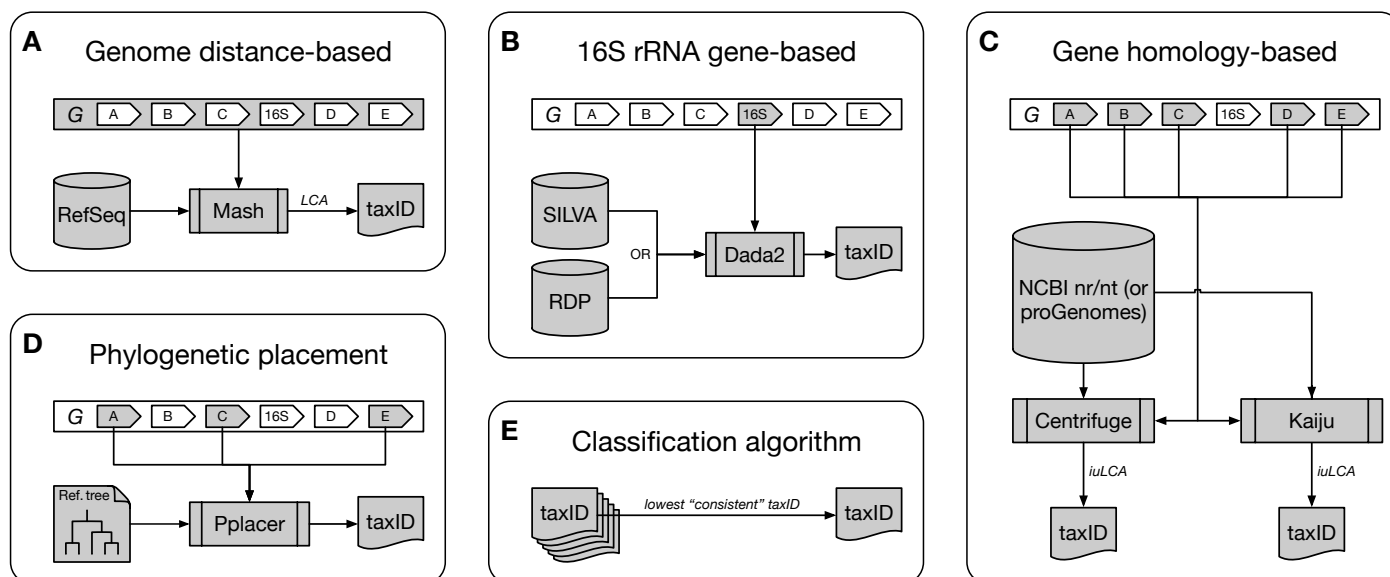 A Genome distance-based
G A B C 16S D E
RefSeq Mash LCA taxID
B 16S rRNA gene-based
G A B C 16S D E
SILVA
OR Dada2 taxID
RDP
C Gene homology-based
G A B C 16S D E
NCBI nr/nt (or
proGenomes)
Centrifuge Kaiju
iuLCA iuLCA
taxID taxID
D Phylogenetic placement
G A B C 16S D E
Ref. tree
Pplacer taxID
E Classification algorithm
taxID lowest “consistent” taxID taxID